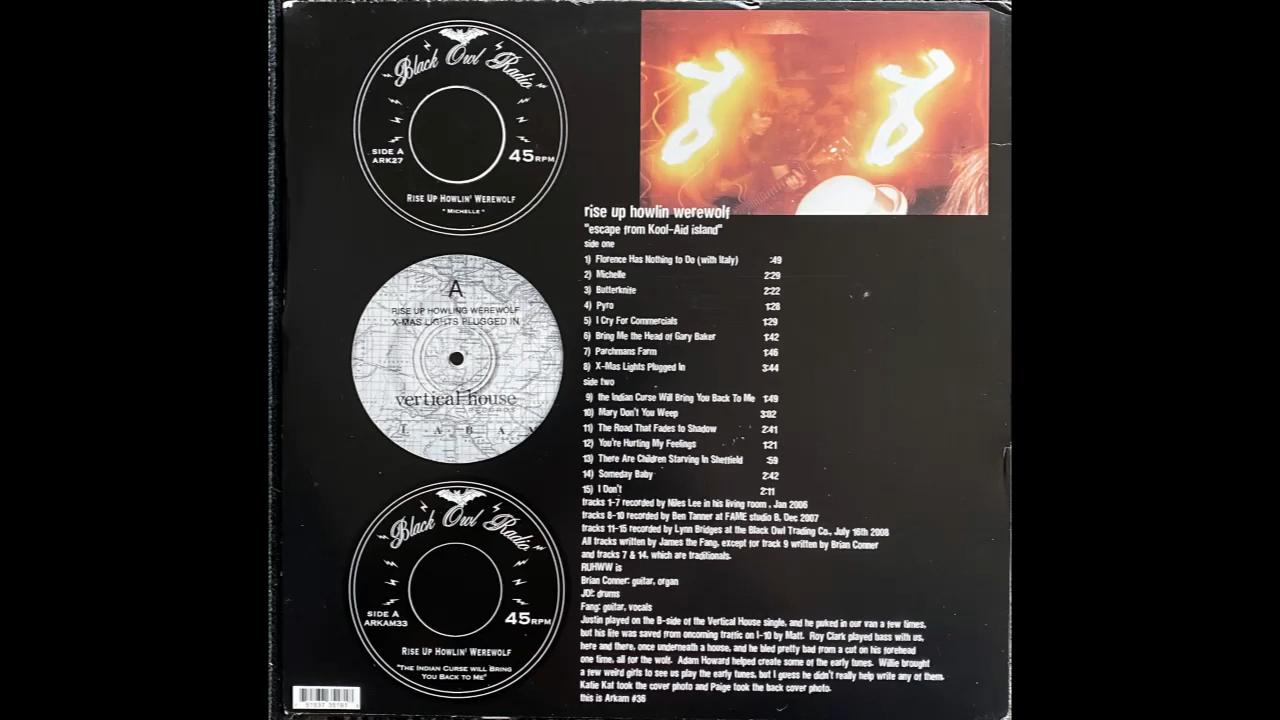 Black Owl Radio
SIDE A
ARK27
45 RPM
RISE UP HOWLIN' WEREWOLF
"MICHELLE"
A
RISE UP HOWLING WEREWOLF
X-MAS LIGHTS PLUGGED IN
vertical house
RECORDS
Black Owl Radio
SIDE A
ARKAM33
45 RPM
RISE UP HOWLIN' WEREWOLF
"THE INDIAN CURSE WILL BRING
YOU BACK TO ME"
rise up howlin werewolf
"escape from Kool-Aid island"
side one
1) Florence Has Nothing to Do (with Italy) :49
2) Michelle 2:29
3) Butterknife 2:22
4) Pyro 1:28
5) I Cry For Commercials 1:29
6) Bring Me the Head of Gary Baker 1:42
7) Parchmans Farm 1:46
8) X-Mas Lights Plugged In 3:44
side two
9) the Indian Curse Will Bring You Back To Me 1:49
10) Mary Don't You Weep 3:02
11) The Road That Fades to Shadow 2:41
12) You're Hurting My Feelings 1:21
13) There Are Children Starving In Sheffield :59
14) Someday Baby 2:42
15) I Don't 2:11
tracks 1-7 recorded by Niles Lee in his living room, Jan 2006
tracks 8-10 recorded by Ben Tanner at FAME studio B, Dec 2007
tracks 11-15 recorded by Lynn Bridges at the Black Owl Trading Co., July 16th 2008
All tracks written by James the Fang, except for track 9 written by Brian Conner
and tracks 7 & 14, which are traditionals.
RUHWW is
Brian Conner: guitar, organ
JD!: drums
Fang: guitar, vocals
Justin played on the B-side of the Vertical House single, and he puked in our van a few times,
but his life was saved from oncoming traffic on I-10 by Matt. Roy Clark played bass with us,
here and there, once underneath a house, and he bled pretty bad from a cut on his forehead
one time, all for the wolf. Adam Howard helped create some of the early tunes. Willie brought
a few weird girls to see us play the early tunes, but I guess he didn't really help write any of them.
Katie Kat took the cover photo and Paige took the back cover photo.
this is Arkam #36